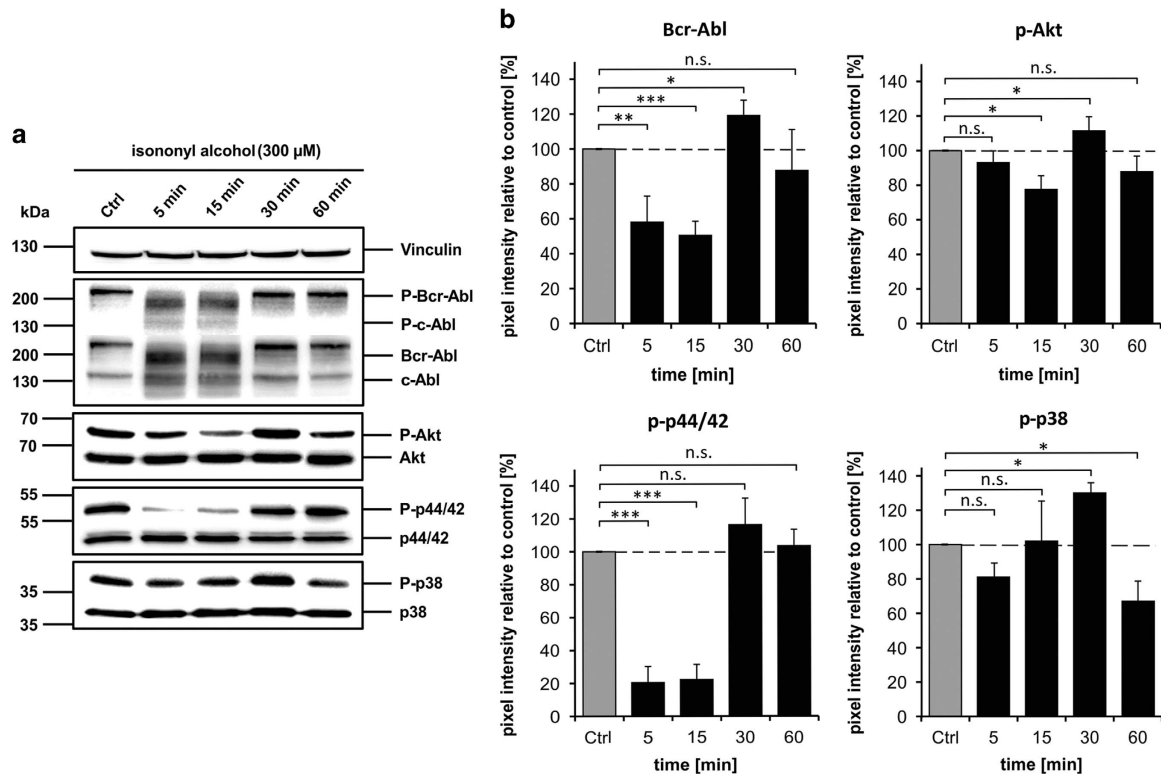 a
isononyl alcohol (300 µM)
kDa
Ctrl
5 min
15 min
30 min
60 min
130
Vinculin
200
P-Bcr-Abl
130
P-c-Abl
200
Bcr-Abl
130
c-Abl
70
P-Akt
70
Akt
55
P-p44/42
55
p44/42
35
P-p38
35
p38
b
Bcr-Abl
pixel intensity relative to control [%]
n.s.
*
***
**
140
120
100
80
60
40
20
0
Ctrl 5 15 30 60
time [min]
p-Akt
pixel intensity relative to control [%]
n.s.
*
*
n.s.
140
120
100
80
60
40
20
0
Ctrl 5 15 30 60
time [min]
p-p44/42
pixel intensity relative to control [%]
n.s.
n.s.
***
***
140
120
100
80
60
40
20
0
Ctrl 5 15 30 60
time [min]
p-p38
pixel intensity relative to control [%]
*
*
n.s.
n.s.
140
120
100
80
60
40
20
0
Ctrl 5 15 30 60
time [min]